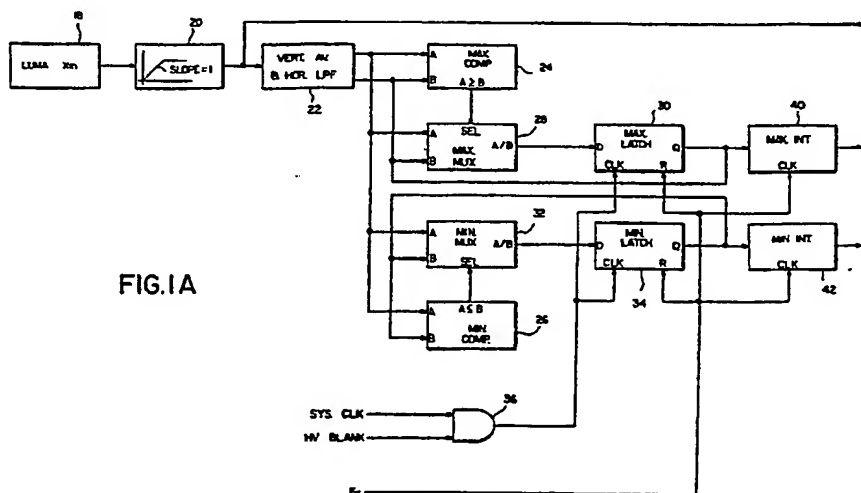 18
20
LUMA Xin
SLOPE=1
VERT. AV.
& HOR. LPF
22
A
B
MAX.
COMP
A ≥ B
24
A
B
SEL
MAX.
MUX
A/B
28
30
D
MAX.
LATCH
Q
CLK
R
40
MAX. INT
CLK
A
B
MIN.
MUX
A/B
SEL
32
D
MIN.
LATCH
Q
CLK
R
34
MIN INT.
CLK
42
FIG.1A
A
B
A ≤ B
MIN.
COMP.
26
SYS. CLK
HV BLANK
36